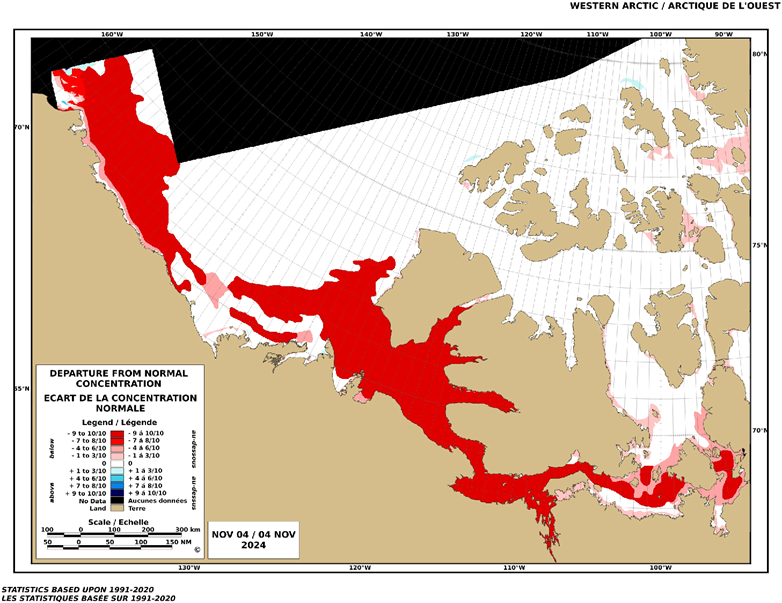 WESTERN ARCTIC / ARCTIQUE DE L'OUEST
160°W 150°W 140°W 130°W 120°W 110°W 100°W 90°W
80°N
70°N
75°N
65°N
70°N
DEPARTURE FROM NORMAL
CONCENTRATION
ECART DE LA CONCENTRATION
NORMALE
Legend / Légende
below
- 9 to 10/10 - 9 à 10/10
- 7 to 8/10 - 7 à 8/10
- 4 to 6/10 - 4 à 6/10
- 1 to 3/10 - 1 à 3/10
0 0
+ 1 to 3/10 + 1 à 3/10
+ 4 to 6/10 + 4 à 6/10
+ 7 to 8/10 + 7 à 8/10
+ 9 to 10/10 + 9 à 10/10
No Data Aucunes données
Land Terre
above
au-dessous
au-dessus
Scale / Echelle
100 0 100 200 300 km
50 0 50 100 150 NM
©
NOV 04 / 04 NOV
2024
130°W 120°W 110°W 100°W
STATISTICS BASED UPON 1991-2020
LES STATISTIQUES BASÉE SUR 1991-2020